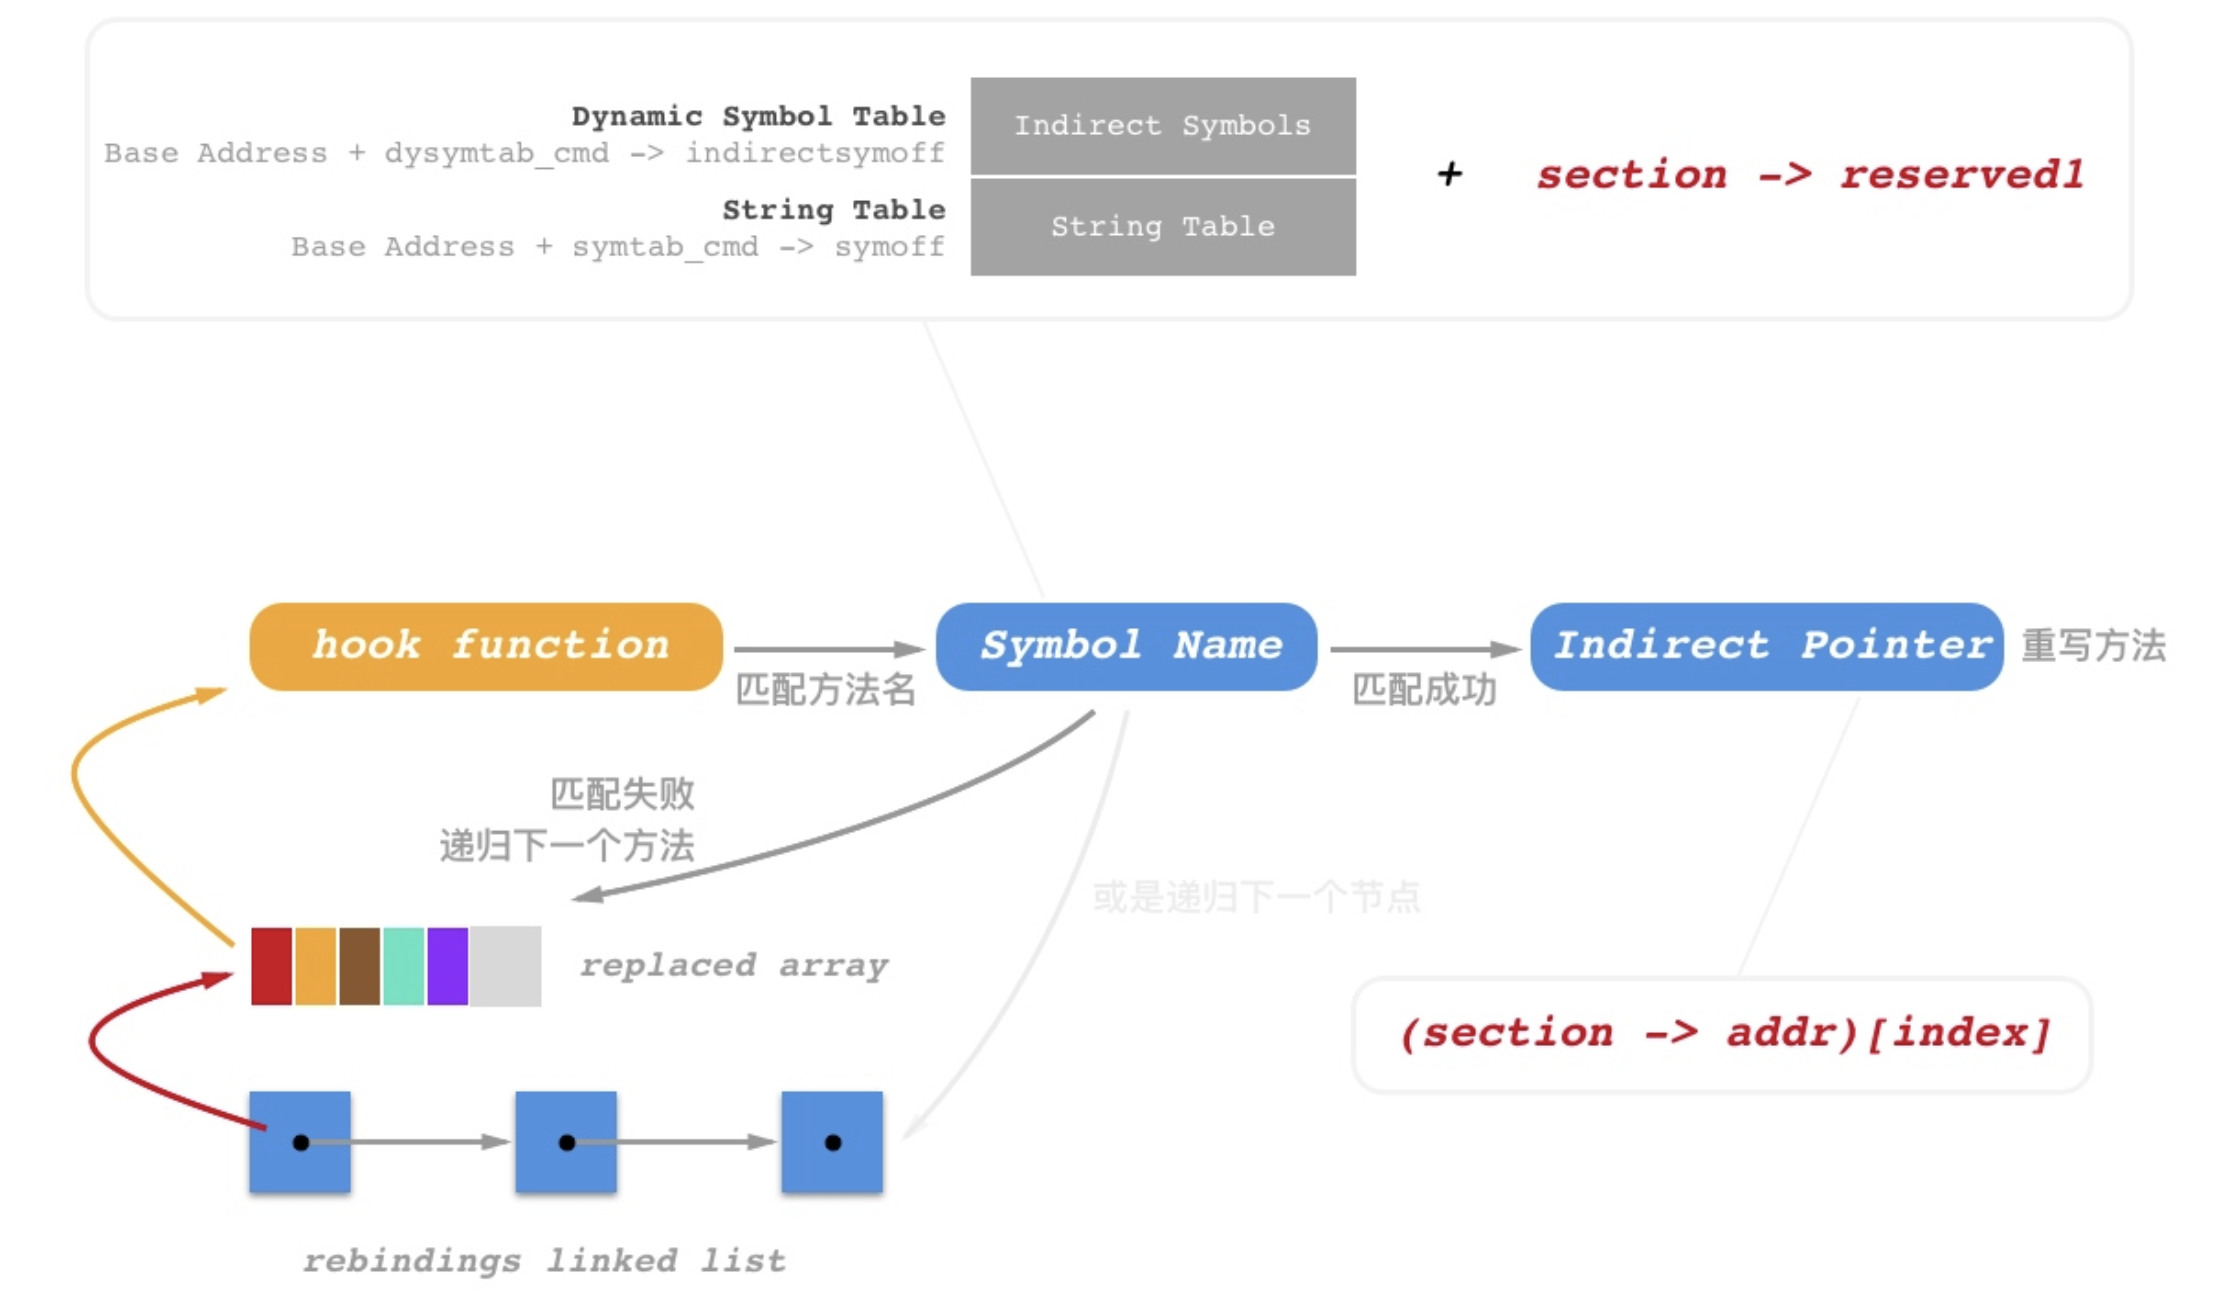 Dynamic Symbol Table
Base Address + dysymtab_cmd -> indirectsymoff
Indirect Symbols
String Table
Base Address + symtab_cmd -> symoff
String Table
+ section -> reserved1
hook function
匹配方法名
Symbol Name
匹配成功
Indirect Pointer
重写方法
匹配失败
递归下一个方法
或是递归下一个节点
replaced array
(section -> addr)[index]
rebindings linked list